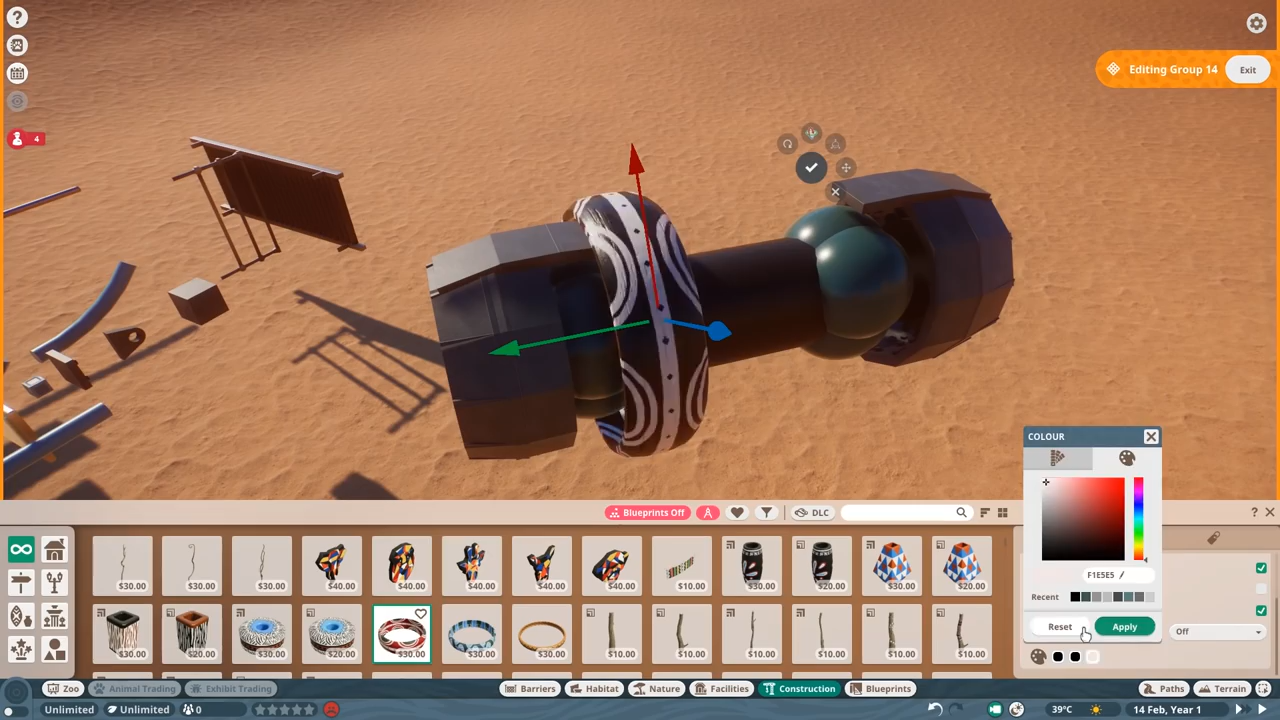 ?
Editing Group 14
Exit
4
COLOUR
F1E5E5 /
Recent
Reset
Apply
Off
Blueprints Off
DLC
?
$30.00
$30.00
$30.00
$40.00
$40.00
$40.00
$40.00
$40.00
$10.00
$30.00
$20.00
$30.00
$20.00
$30.00
$20.00
$30.00
$20.00
$30.00
$30.00
$30.00
$10.00
$10.00
$10.00
$10.00
$10.00
$10.00
Zoo
Animal Trading
Exhibit Trading
Barriers
Habitat
Nature
Facilities
Construction
Blueprints
Paths
Terrain
Unlimited
Unlimited
0
39°C
14 Feb, Year 1